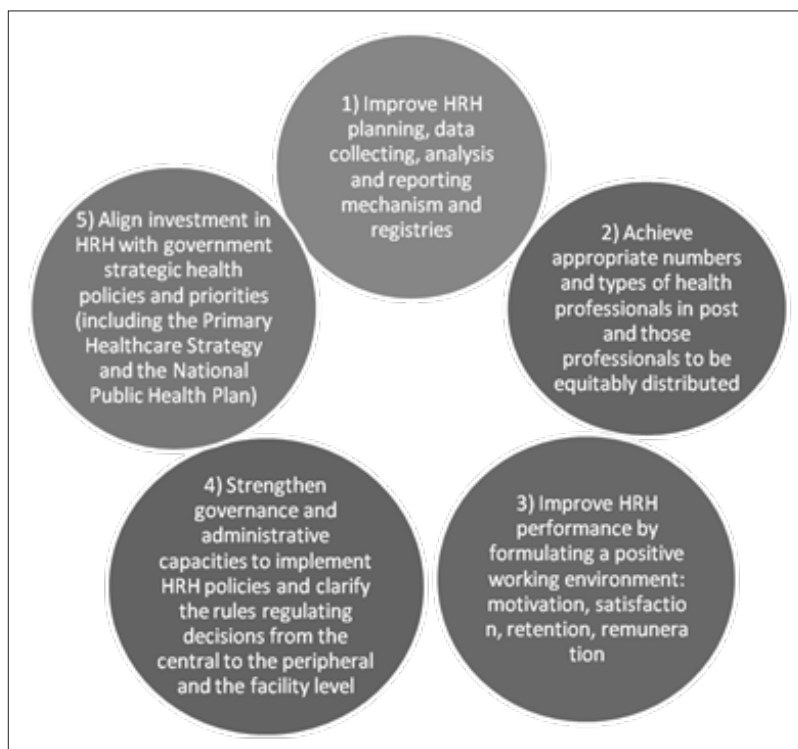 1) Improve HRH
planning, data
collecting, analysis
and reporting
mechanism and
registries
2) Achieve
appropriate numbers
and types of health
professionals in post
and those
professionals to be
equitably distributed
3) Improve HRH
performance by
formulating a positive
working environment:
motivation, satisfactio
n, retention, remunera
tion
4) Strengthen
governance and
administrative
capacities to implement
HRH policies and clarify
the rules regulating
decisions from the
central to the peripheral
and the facility level
5) Align investment in
HRH with government
strategic health
policies and priorities
(including the Primary
Healthcare Strategy
and the National
Public Health Plan)